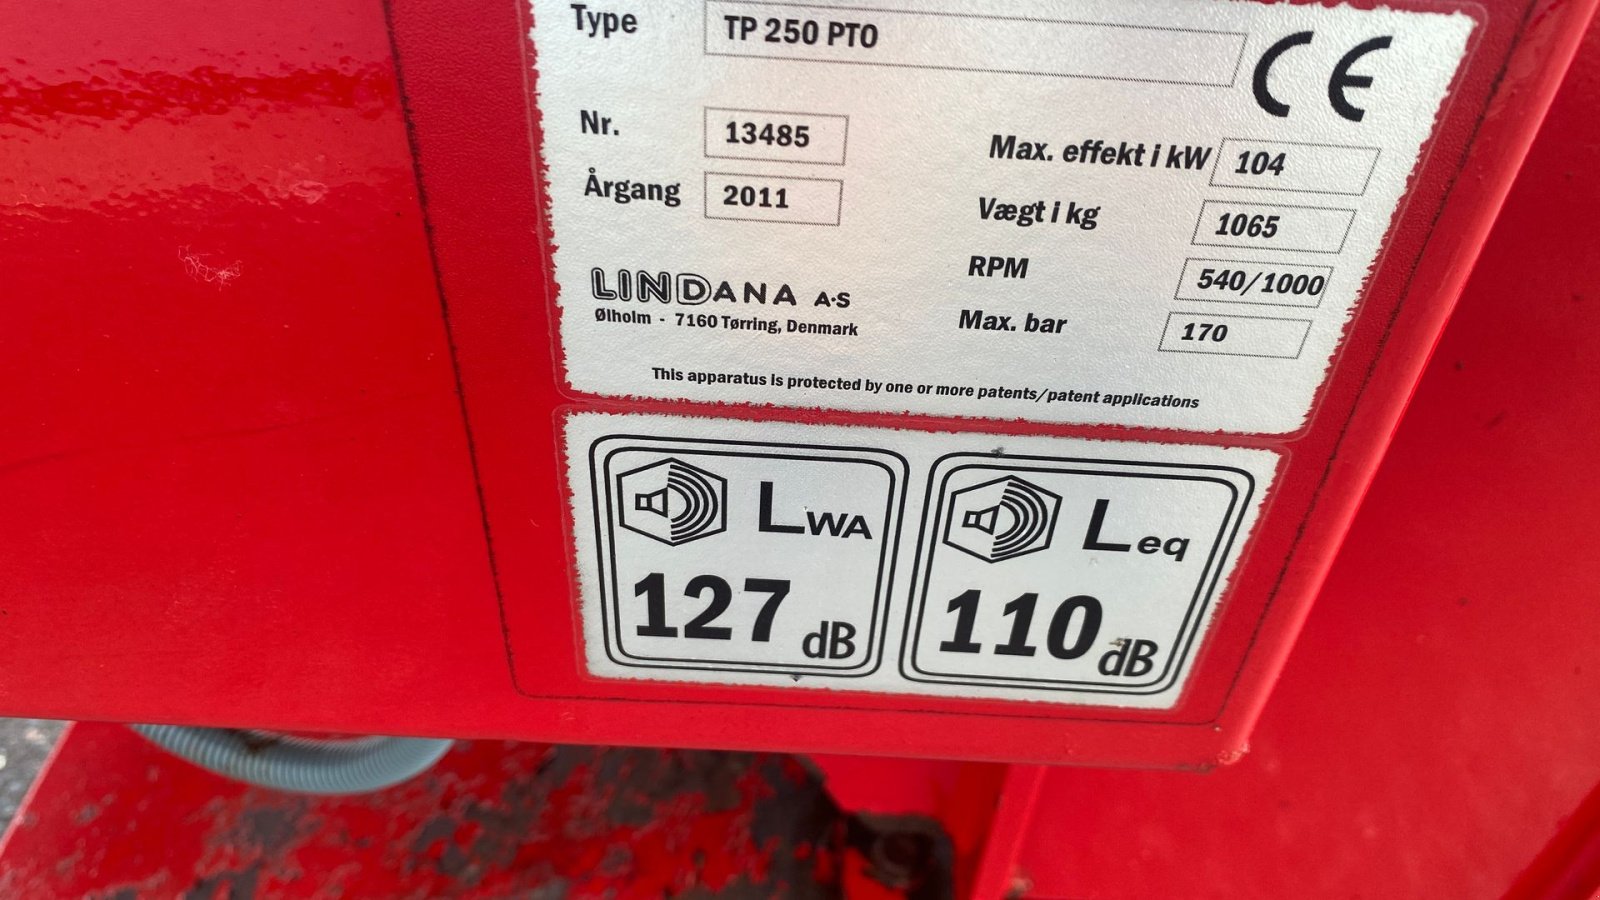 Type TP 250 PTO CE
Nr. 13485
Årgang 2011
Max. effekt i kW 104
Vægt i kg 1065
RPM 540/1000
Max. bar 170
LINDANA A·S
Ølholm - 7160 Tørring, Denmark
This apparatus is protected by one or more patents/patent applications
LWA
127 dB
Leq
110 dB